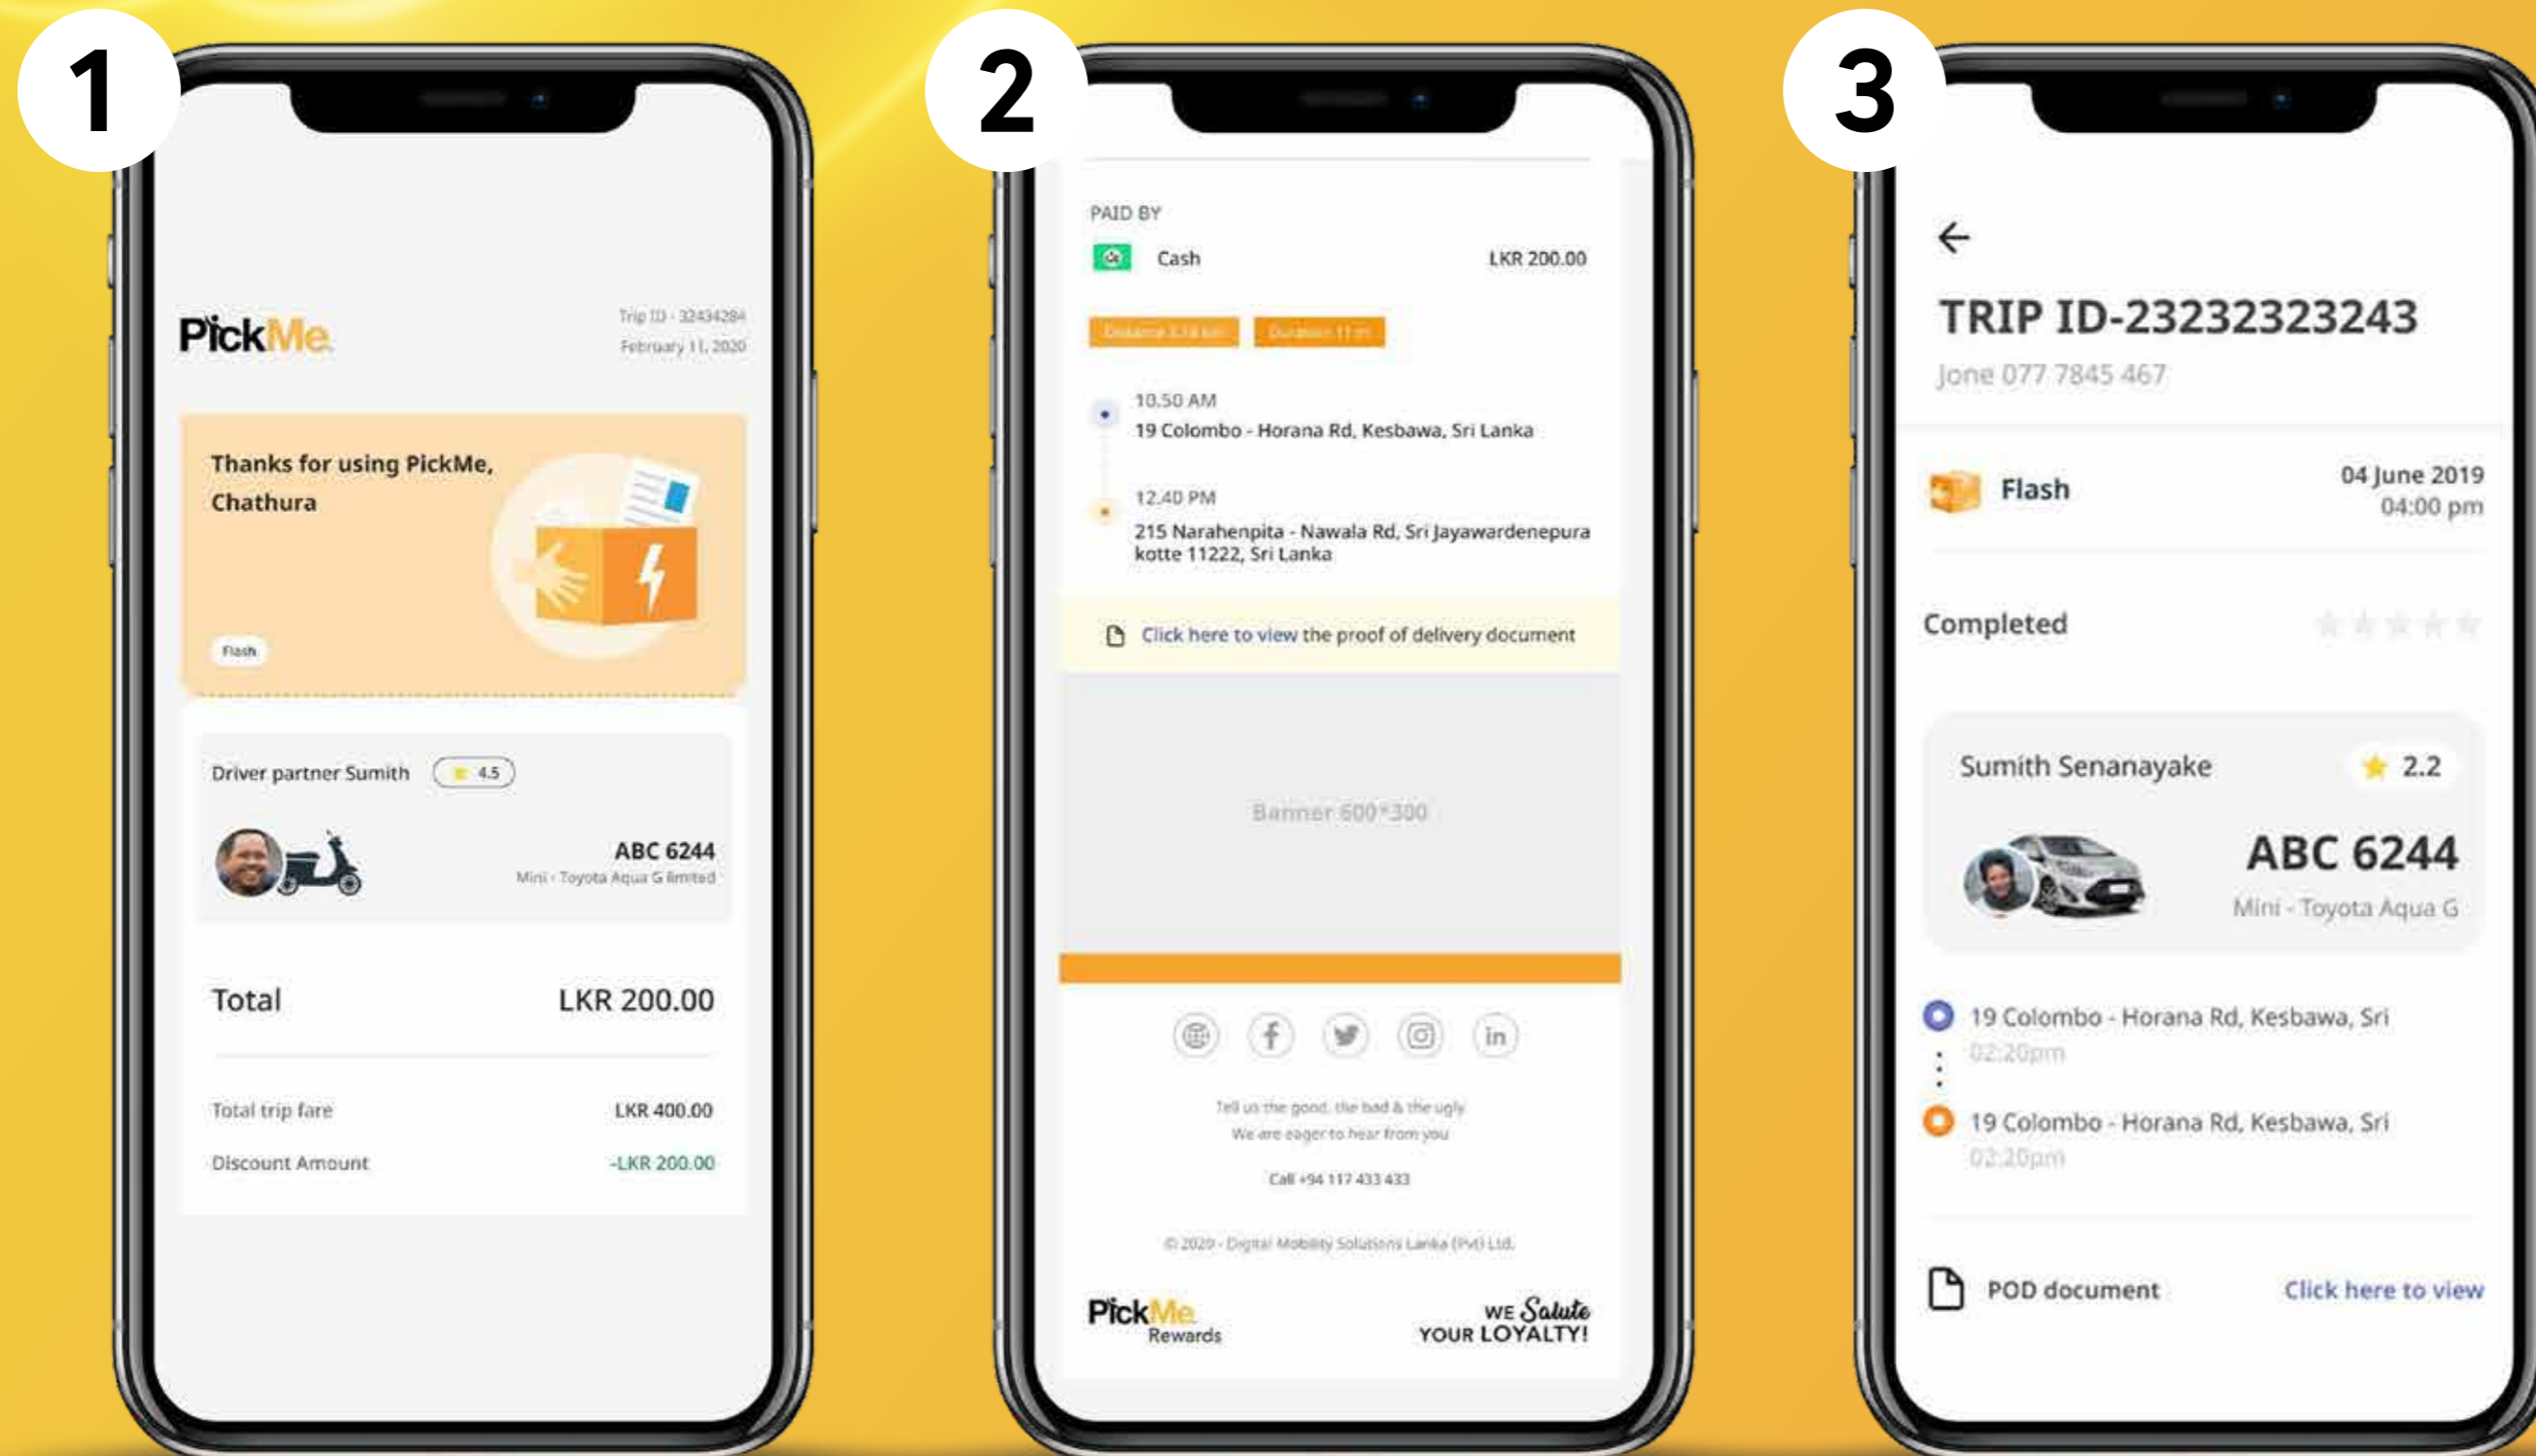 1
PickMe
Trip ID - 32434284
February 11, 2020
Thanks for using PickMe,
Chathura
Flash
Driver partner Sumith 4.5
ABC 6244
Mini - Toyota Aqua G limited
Total LKR 200.00
Total trip fare LKR 400.00
Discount Amount -LKR 200.00
2
PAID BY
Cash LKR 200.00
Distance Duration 11 m
10.50 AM
19 Colombo - Horana Rd, Kesbawa, Sri Lanka
12.40 PM
215 Narahenpita - Nawala Rd, Sri Jayawardenepura
kotte 11222, Sri Lanka
Click here to view the proof of delivery document
Banner 600*300
Tell us the good, the bad & the ugly
We are eager to hear from you
Call +94 117 433 433
© 2020 - Digital Mobility Solutions Lanka (Pvt) Ltd.
PickMe
Rewards
WE Salute
YOUR LOYALTY!
3
TRIP ID-23232323243
Jone 077 7845 467
Flash
04 June 2019
04:00 pm
Completed
Sumith Senanayake 2.2
ABC 6244
Mini - Toyota Aqua G
19 Colombo - Horana Rd, Kesbawa, Sri
02:20pm
19 Colombo - Horana Rd, Kesbawa, Sri
02:20pm
POD document Click here to view